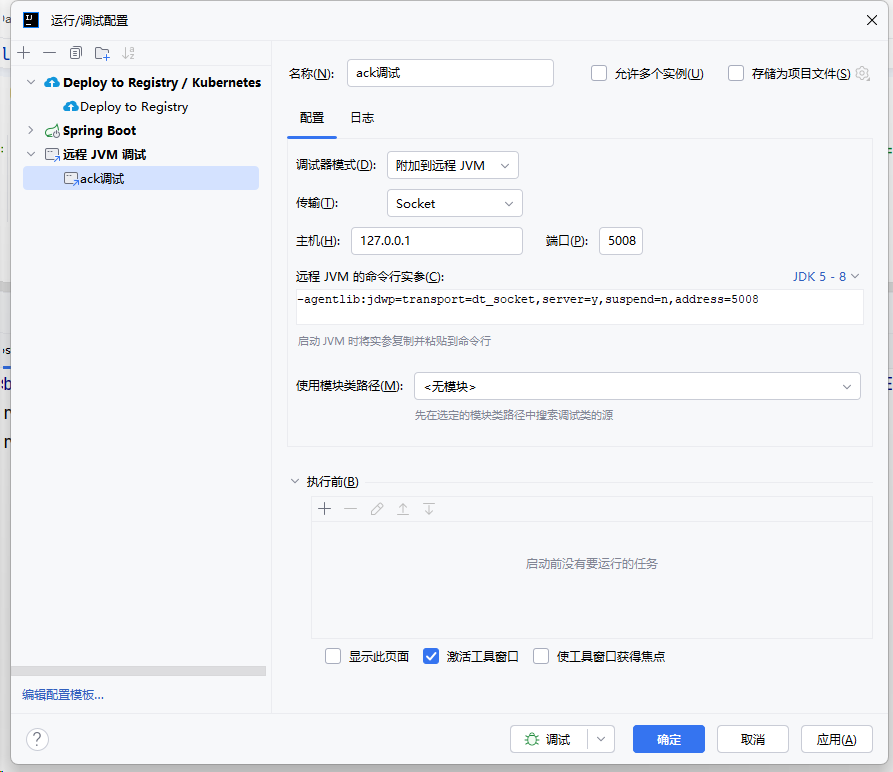 运行/调试配置
Deploy to Registry / Kubernetes
Deploy to Registry
Spring Boot
远程 JVM 调试
ack调试
编辑配置模板...
名称(N):
ack调试
允许多个实例(U)
存储为项目文件(S)
配置
日志
调试器模式(D):
附加到远程 JVM
传输(T):
Socket
主机(H):
127.0.0.1
端口(P):
5008
远程 JVM 的命令行实参(C):
JDK 5 - 8
-agentlib:jdwp=transport=dt_socket,server=y,suspend=n,address=5008
启动 JVM 时将实参复制并粘贴到命令行
使用模块类路径(M):
<无模块>
先在选定的模块类路径中搜索调试类的源
执行前(B)
启动前没有要运行的任务
显示此页面
激活工具窗口
使工具窗口获得焦点
?
调试
确定
取消
应用(A)